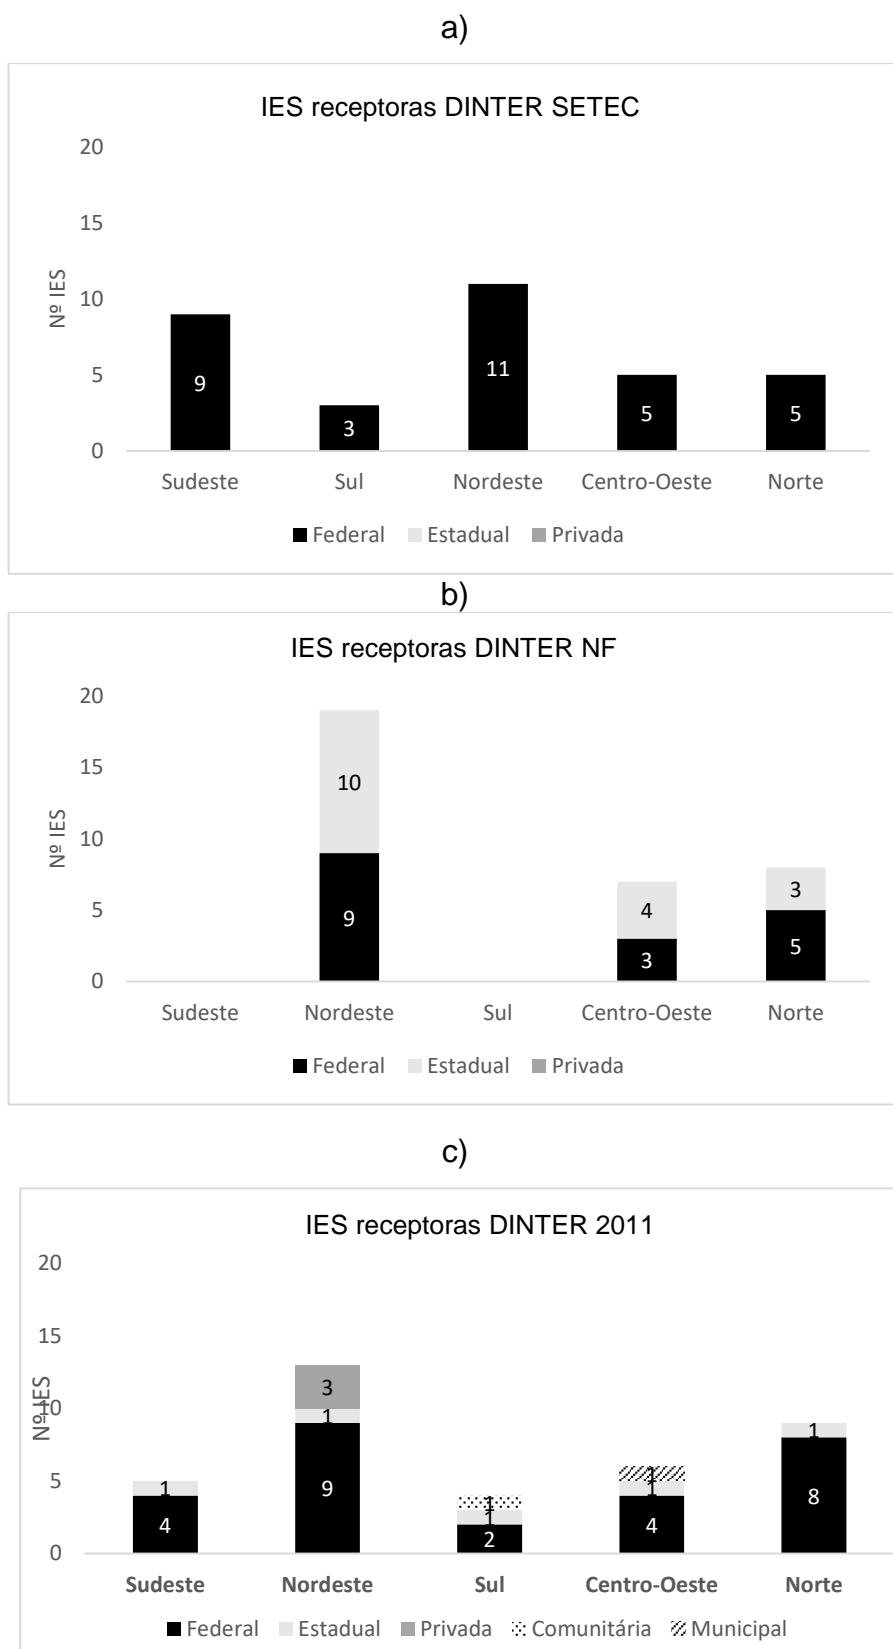 a)
IES receptoras DINTER SETEC
20
15
10
5
0
Nº IES
9
3
11
5
5
Sudeste Sul Nordeste Centro-Oeste Norte
Federal Estadual Privada
b)
IES receptoras DINTER NF
20
15
10
5
0
Nº IES
10
9
4
3
3
5
Sudeste Nordeste Sul Centro-Oeste Norte
Federal Estadual Privada
c)
IES receptoras DINTER 2011
20
15
10
5
0
Nº IES
1
4
3
1
9
1
1
2
1
1
4
1
8
Sudeste Nordeste Sul Centro-Oeste Norte
Federal Estadual Privada Comunitária Municipal